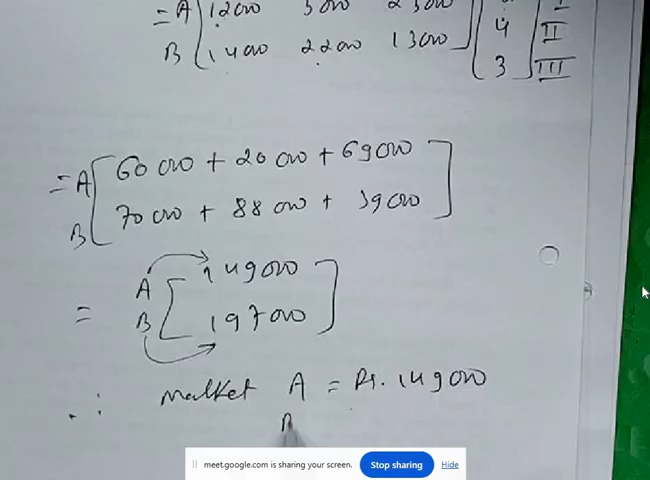 = A 12000 5000 23000 I
B 14000 22000 13000 4 II
3 III
= A 60000 + 20000 + 69000
B 70000 + 88000 + 39000
A 149000
= B 197000
∴ Market A = Rs. 149000
B
meet.google.com is sharing your screen. Stop sharing Hide